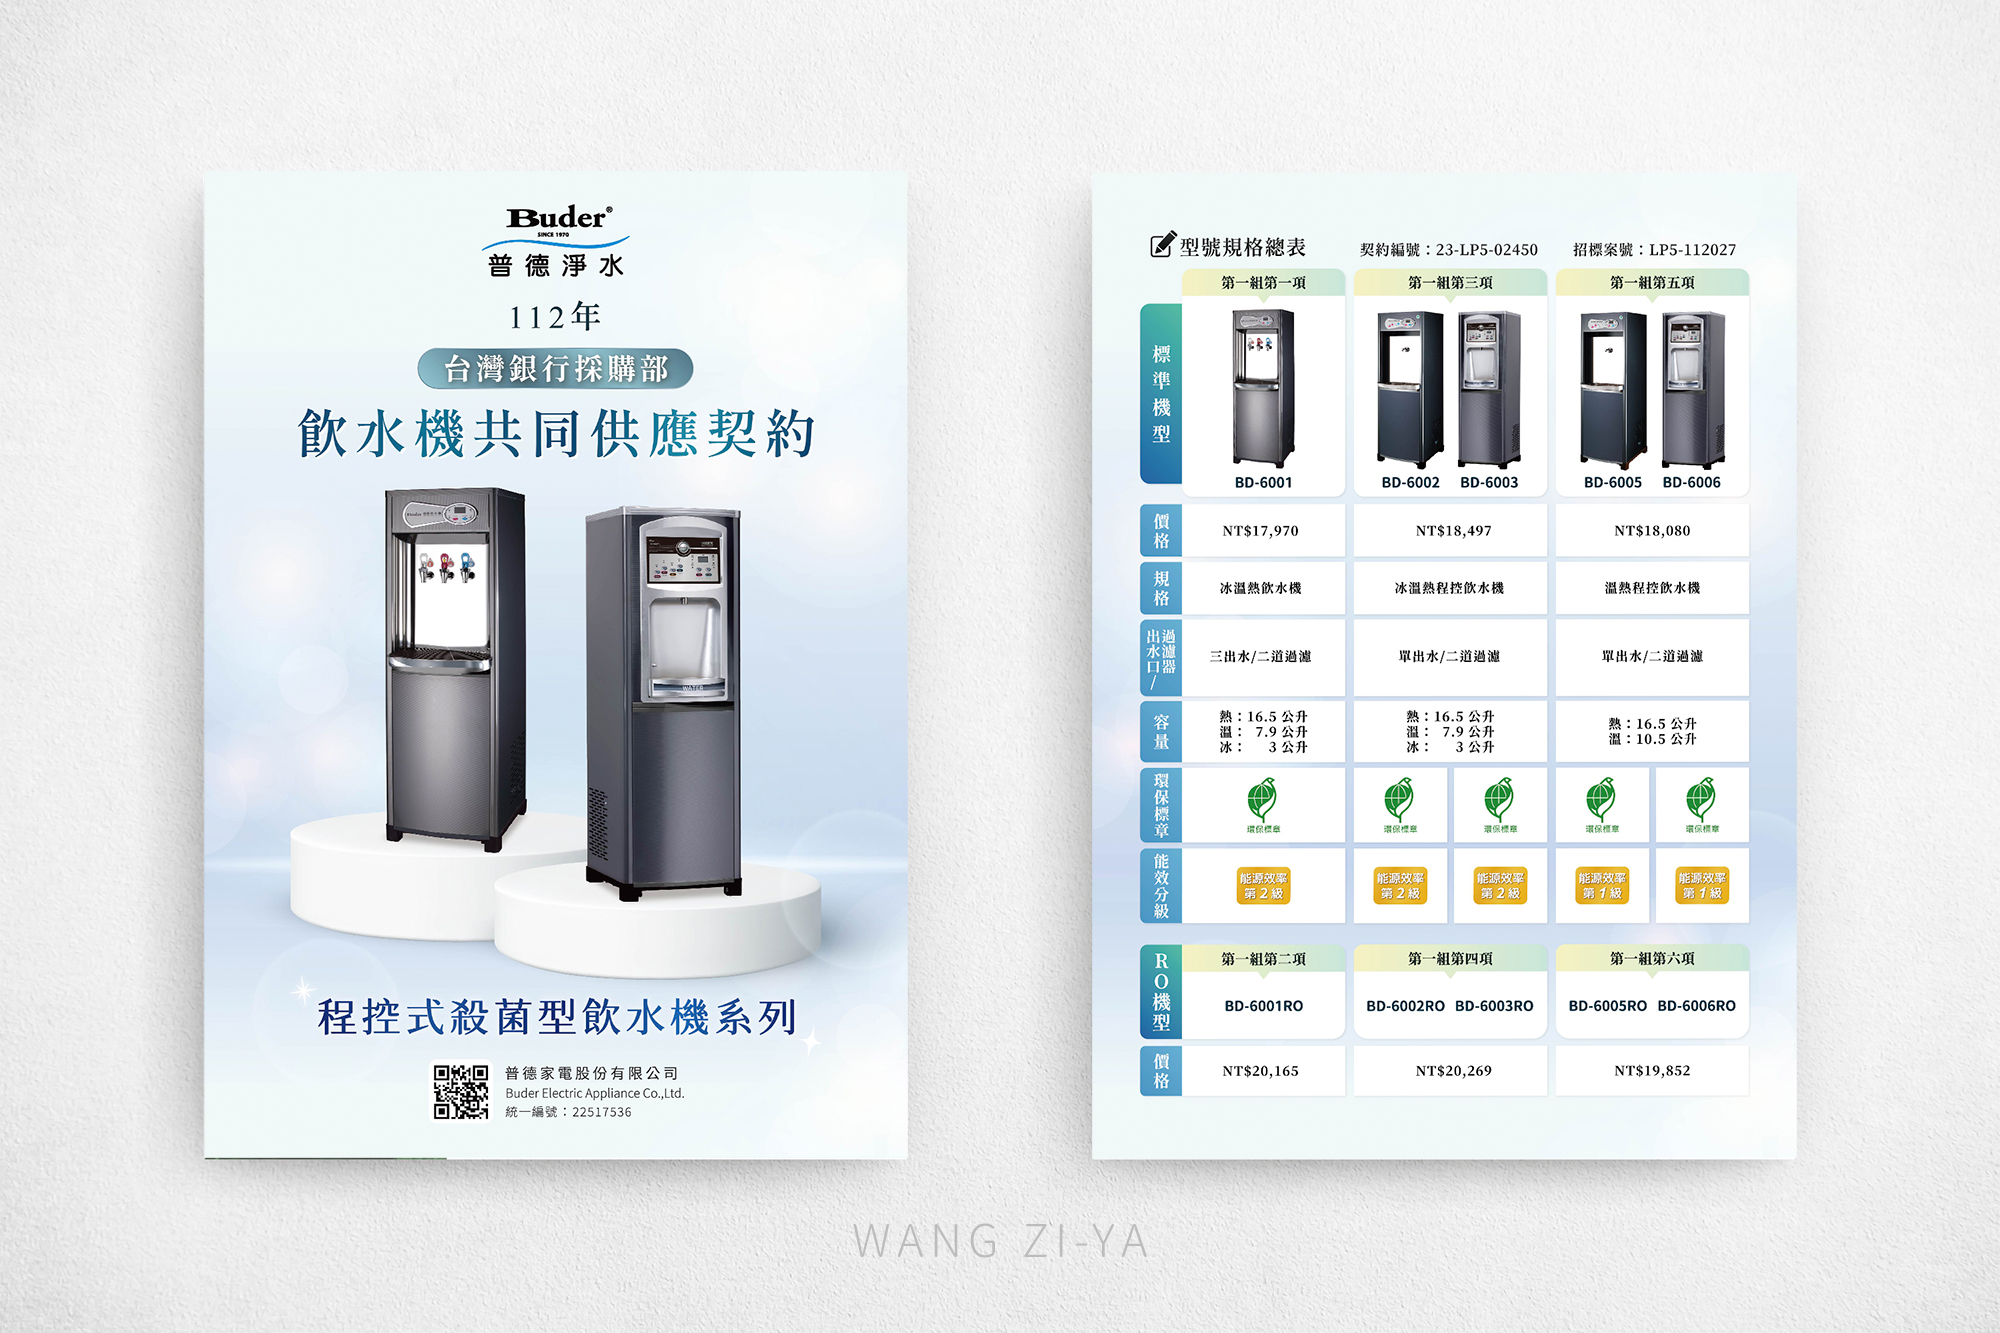 Buder®
SINCE 1970
普德淨水
112年
台灣銀行採購部
飲水機共同供應契約
WATER
程控式殺菌型飲水機系列
普德家電股份有限公司
Buder Electric Appliance Co.,Ltd.
統一編號：22517536
型號規格總表 契約編號：23-LP5-02450 招標案號：LP5-112027
第一組第一項 第一組第三項 第一組第五項
標準機型
BD-6001 BD-6002 BD-6003 BD-6005 BD-6006
價格 NT$17,970 NT$18,497 NT$18,080
規格 冰溫熱飲水機 冰溫熱程控飲水機 溫熱程控飲水機
出水口/過濾器 三出水/二道過濾 單出水/二道過濾 單出水/二道過濾
容量
熱：16.5 公升 熱：16.5 公升 熱：16.5 公升
溫：7.9 公升 溫：7.9 公升 溫：10.5 公升
冰：3 公升 冰：3 公升
環保標章 環保標章 環保標章 環保標章 環保標章 環保標章
能效分級
能源效率 能源效率 能源效率 能源效率 能源效率
第2級 第2級 第2級 第1級 第1級
RO機型 第一組第二項 第一組第四項 第一組第六項
BD-6001RO BD-6002RO BD-6003RO BD-6005RO BD-6006RO
價格 NT$20,165 NT$20,269 NT$19,852
WANG ZI-YA